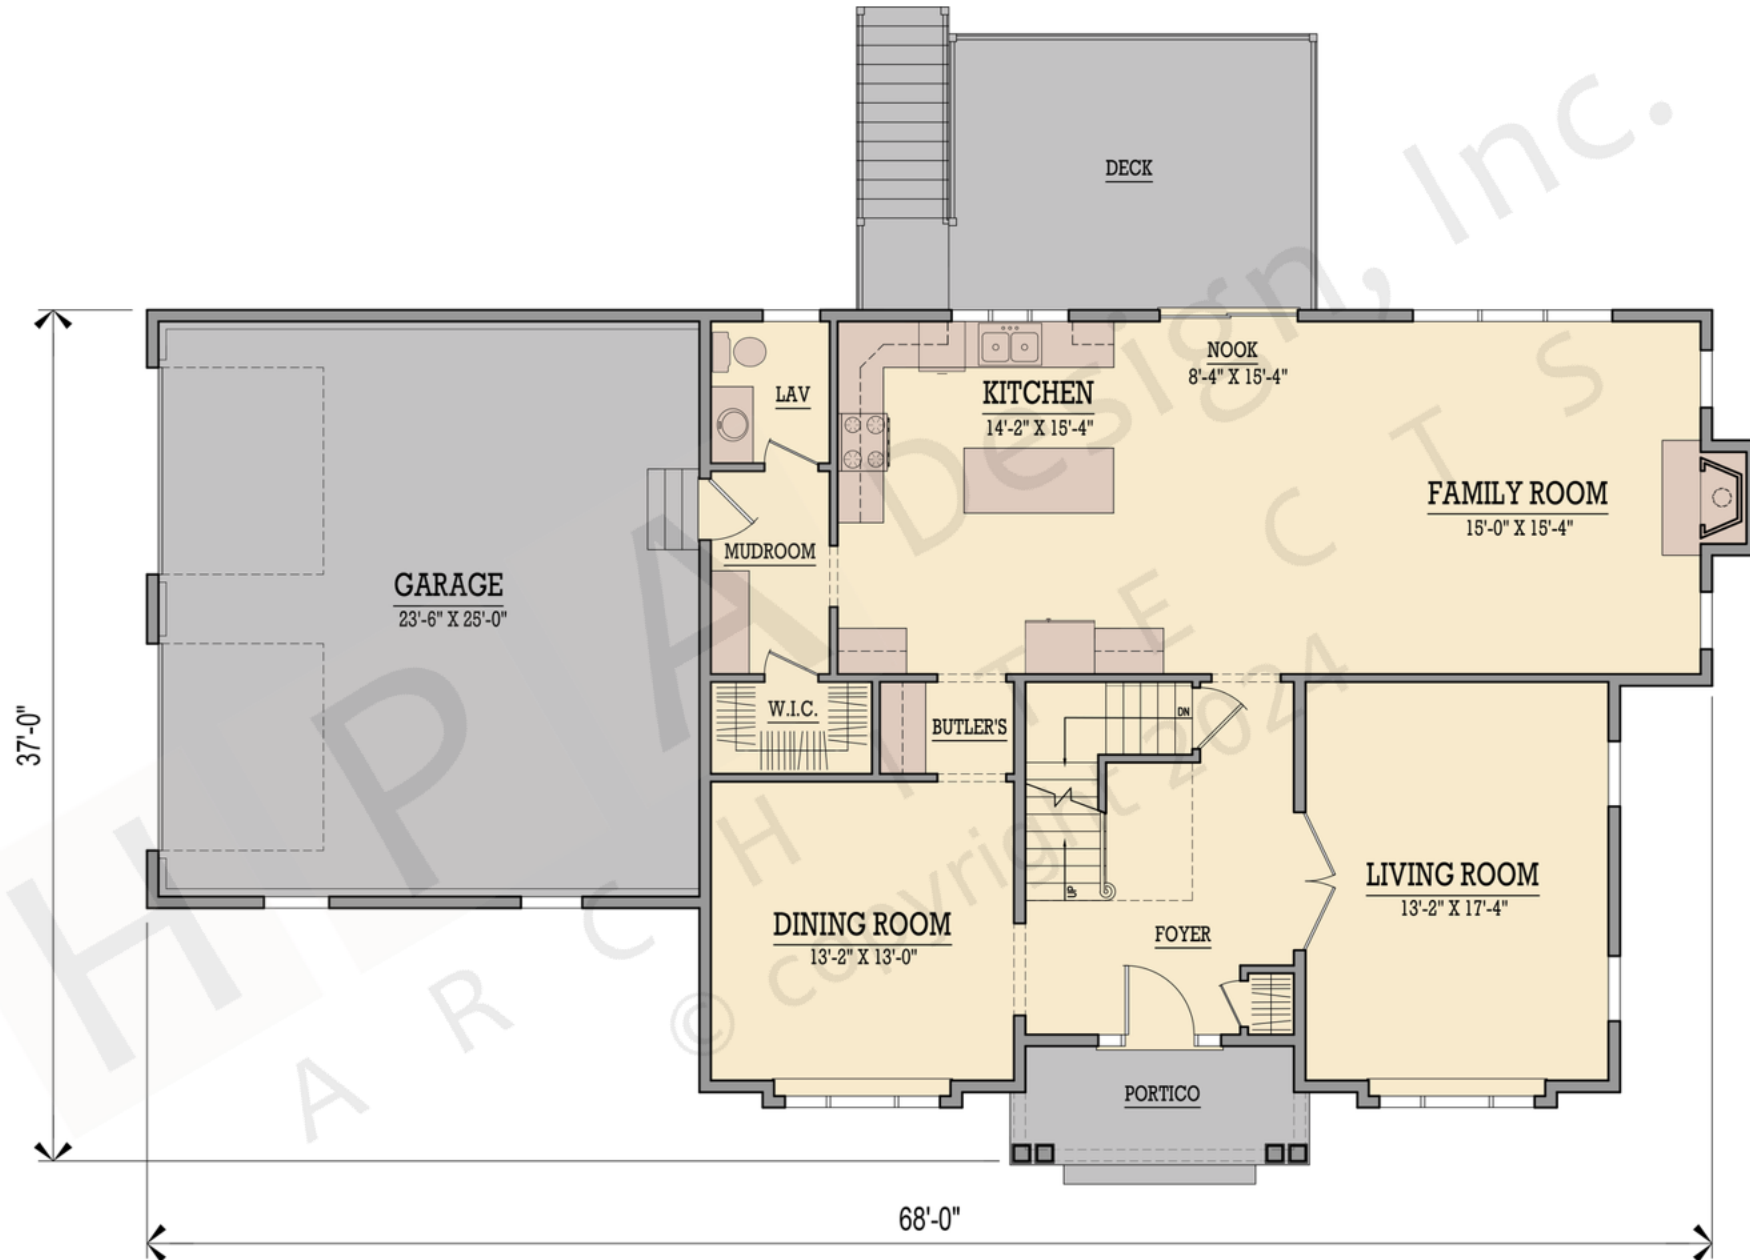 DECK
NOOK
8'-4" X 15'-4"
KITCHEN
14'-2" X 15'-4"
LAV
FAMILY ROOM
15'-0" X 15'-4"
MUDROOM
GARAGE
23'-6" X 25'-0"
W.I.C.
BUTLER'S
DN
UP
37'-0"
LIVING ROOM
13'-2" X 17'-4"
DINING ROOM
13'-2" X 13'-0"
FOYER
PORTICO
68'-0"
HPA Design, Inc.
ARCHITECTS
© copyright 2024